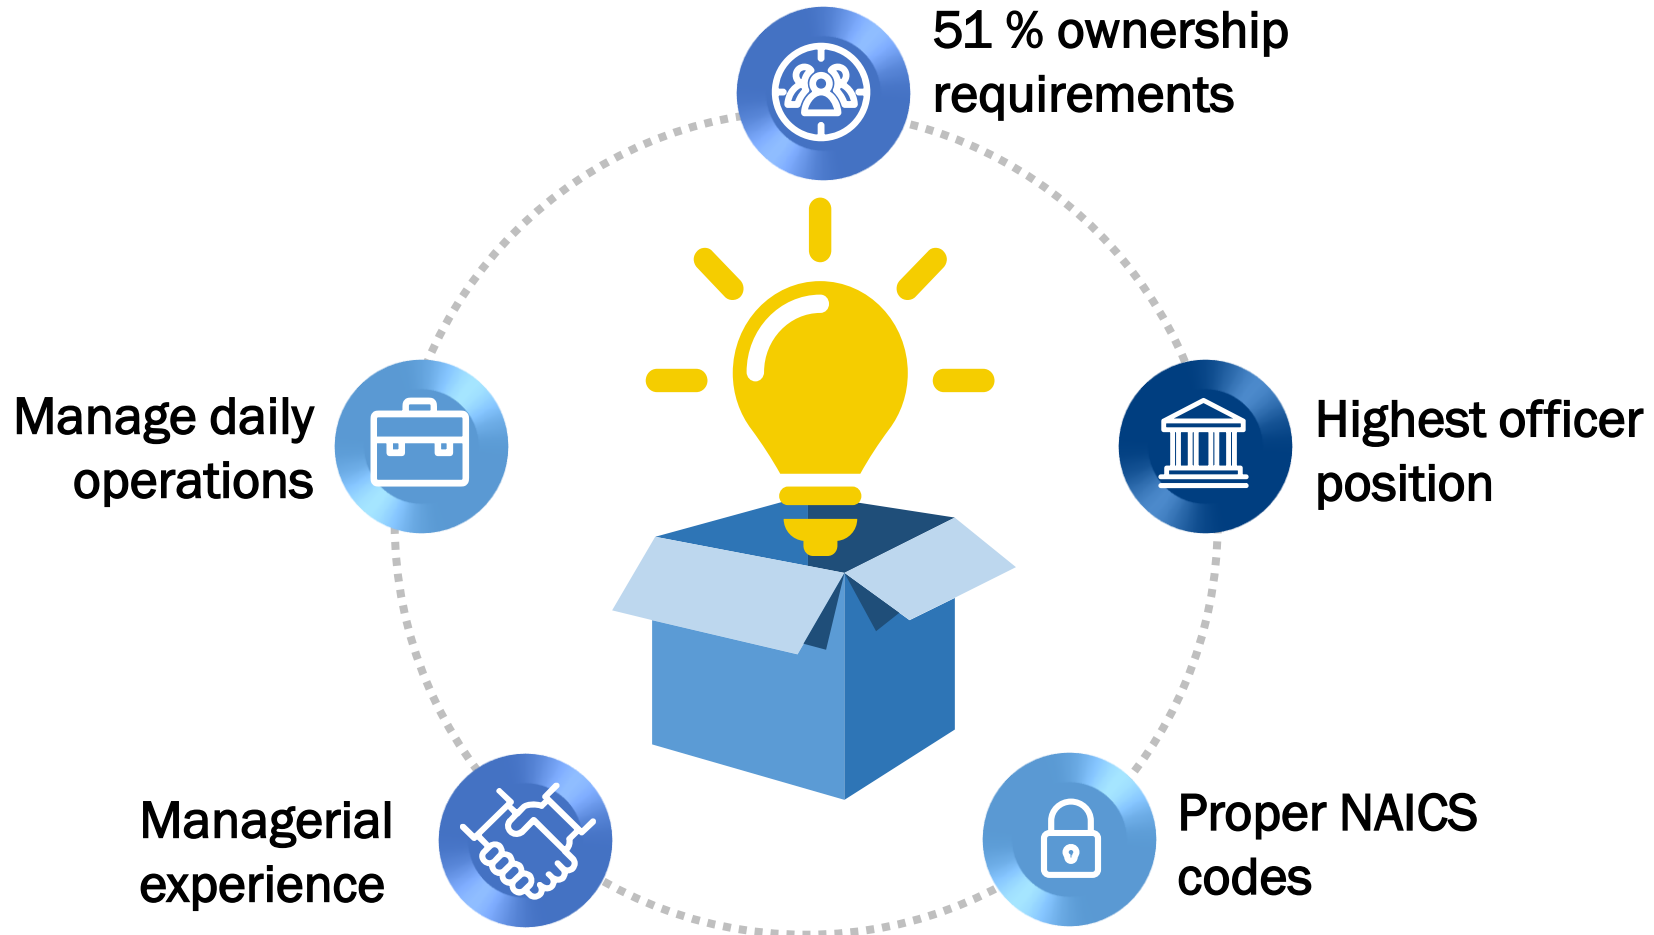 51 % ownership
requirements
Manage daily
operations
Highest officer
position
Managerial
experience
Proper NAICS
codes